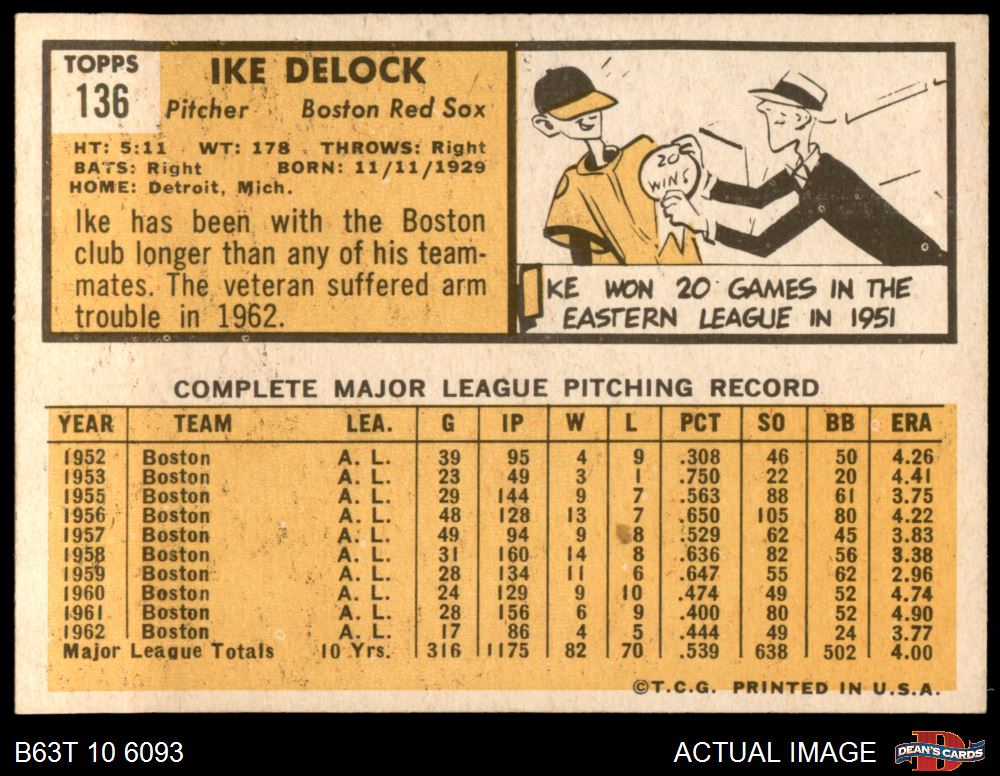 TOPPS
136
IKE DELOCK
Pitcher Boston Red Sox
HT: 5:11 WT: 178 THROWS: Right
BATS: Right BORN: 11/11/1929
HOME: Detroit, Mich.
Ike has been with the Boston
club longer than any of his team-
mates. The veteran suffered arm
trouble in 1962.
20
WINS
IKE WON 20 GAMES IN THE
EASTERN LEAGUE IN 1951
COMPLETE MAJOR LEAGUE PITCHING RECORD
YEAR TEAM LEA. G IP W L PCT SO BB ERA
1952 Boston A. L. 39 95 4 9 .308 46 50 4.26
1953 Boston A. L. 23 49 3 1 .750 22 20 4.41
1955 Boston A. L. 29 144 9 7 .563 88 61 3.75
1956 Boston A. L. 48 128 13 7 .650 105 80 4.22
1957 Boston A. L. 49 94 9 8 .529 62 45 3.83
1958 Boston A. L. 31 160 14 8 .636 82 56 3.38
1959 Boston A. L. 28 134 11 6 .647 55 62 2.96
1960 Boston A. L. 24 129 9 10 .474 49 52 4.74
1961 Boston A. L. 28 156 6 9 .400 80 52 4.90
1962 Boston A. L. 17 86 4 5 .444 49 24 3.77
Major League Totals 10 Yrs. 316 1175 82 70 .539 638 502 4.00
©T.C.G. PRINTED IN U.S.A.
B63T 10 6093
ACTUAL IMAGE
DEAN'S CARDS